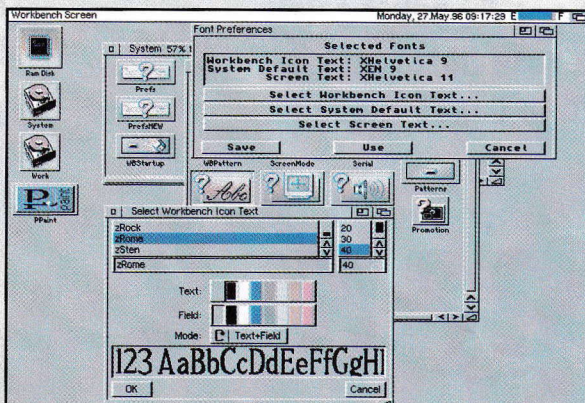 Workbench Screen
Monday, 27.May.96 09:17:29 E F
Font Preferences
Selected Fonts
Workbench Icon Text: XHelvetica 9
System Default Text: XEM 9
Screen Text: XHelvetica 11
Select Workbench Icon Text...
Select System Default Text...
Select Screen Text...
Save
Use
Cancel
System 57%
Ram Disk
System
Work
PPaint
Prefs
PrefsNEW
WBStartup
WBPattern
ScreenMode
Serial
Patterns
Promotion
Select Workbench Icon Text
zRock
zRome
zSten
zRome
20
30
40
40
Text:
Field:
Mode: Text+Field
123 AaBbCcDdEeFfGgH
OK
Cancel